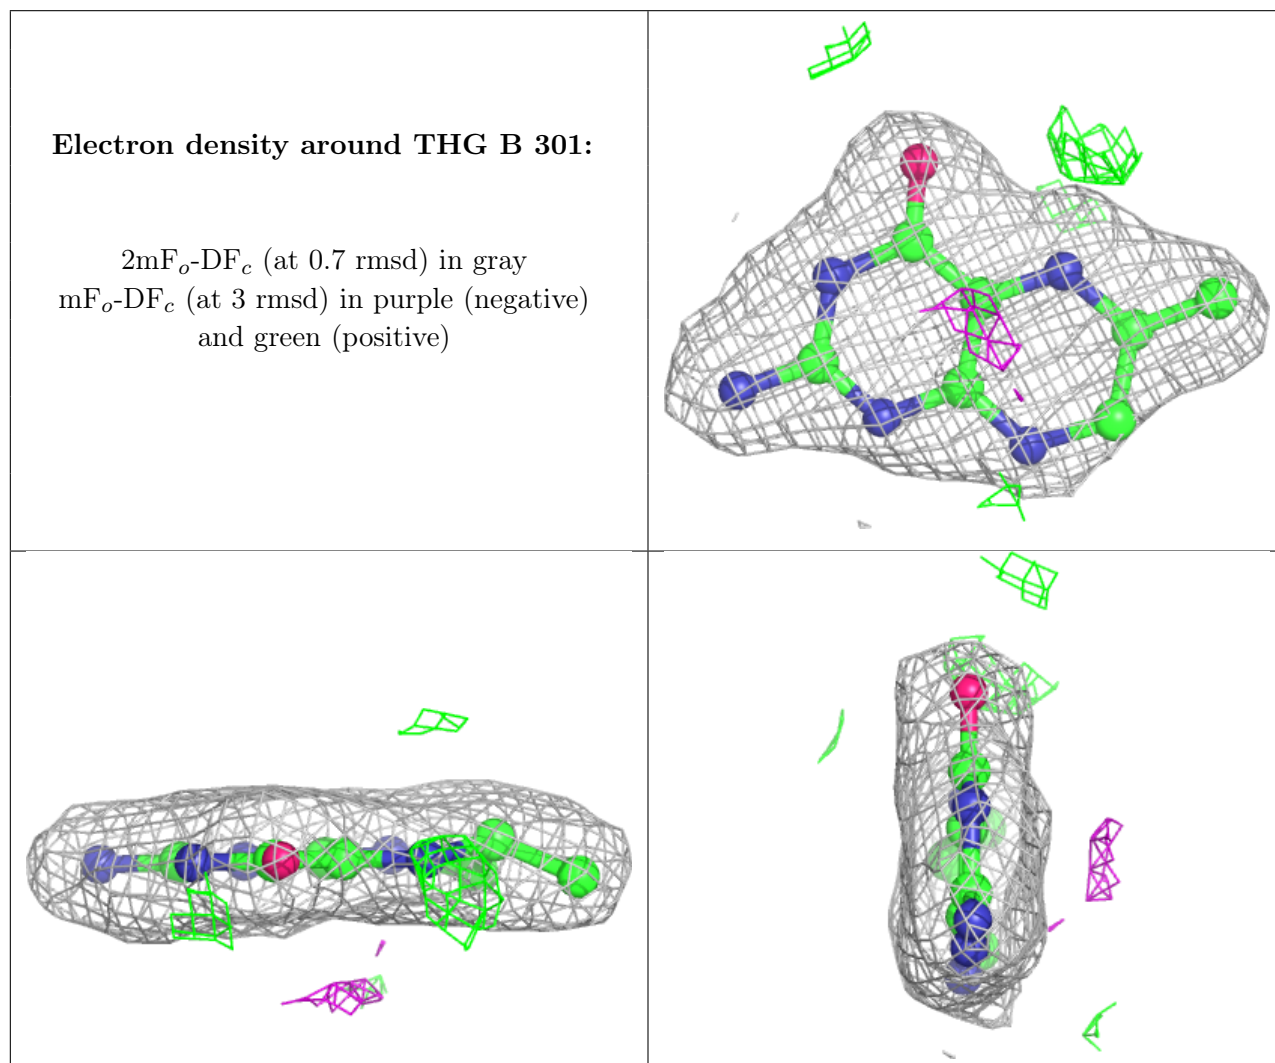 Electron density around THG B 301:
2mFo-DFc (at 0.7 rmsd) in gray
mFo-DFc (at 3 rmsd) in purple (negative)
and green (positive)